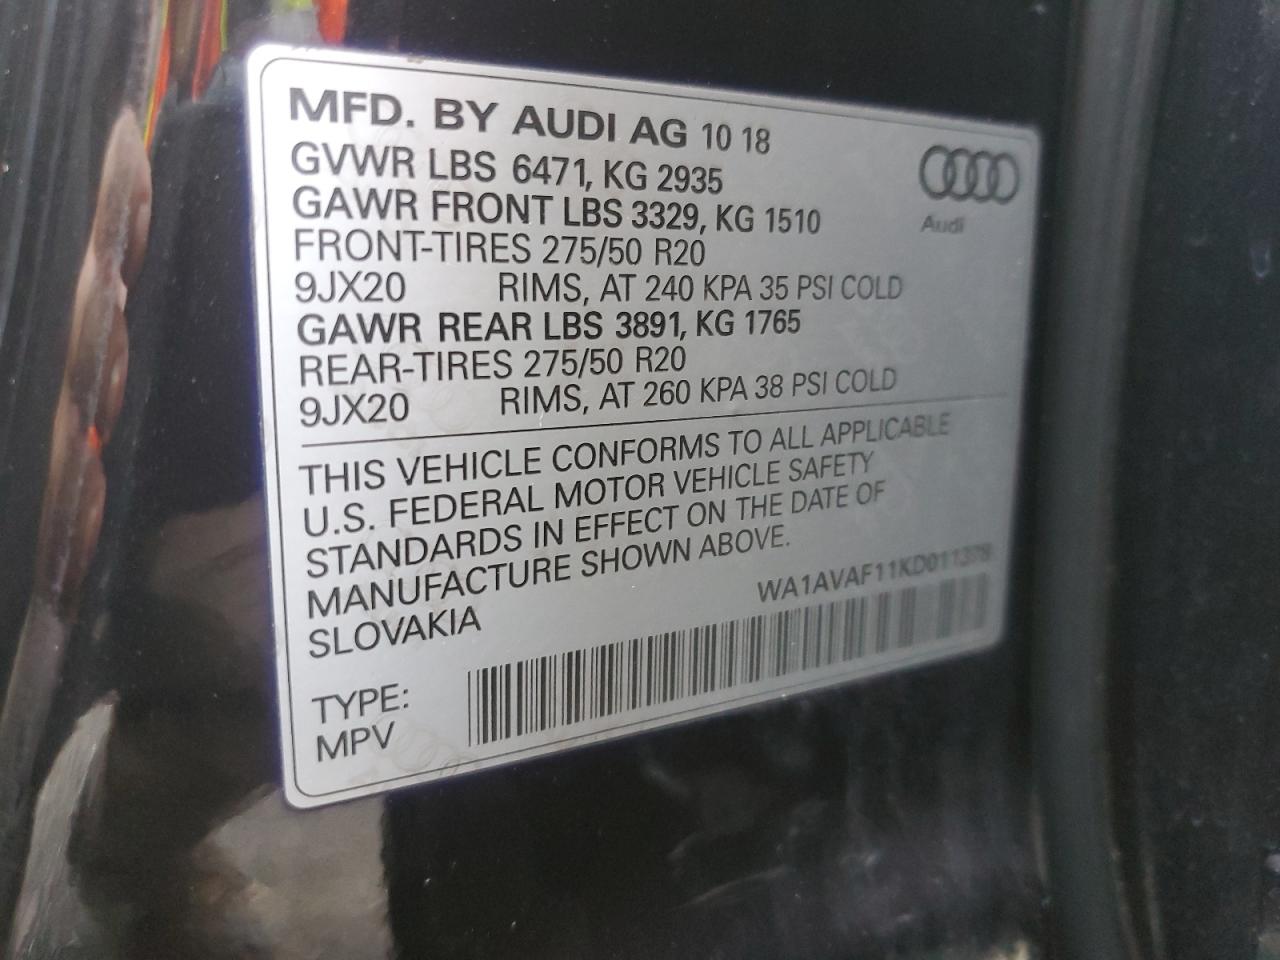 MFD. BY AUDI AG 10 18
GVWR LBS 6471, KG 2935
GAWR FRONT LBS 3329, KG 1510
FRONT-TIRES 275/50 R20
9JX20 RIMS, AT 240 KPA 35 PSI COLD
GAWR REAR LBS 3891, KG 1765
REAR-TIRES 275/50 R20
9JX20 RIMS, AT 260 KPA 38 PSI COLD
Audi
THIS VEHICLE CONFORMS TO ALL APPLICABLE
U.S. FEDERAL MOTOR VEHICLE SAFETY
STANDARDS IN EFFECT ON THE DATE OF
MANUFACTURE SHOWN ABOVE.
SLOVAKIA
TYPE:
MPV